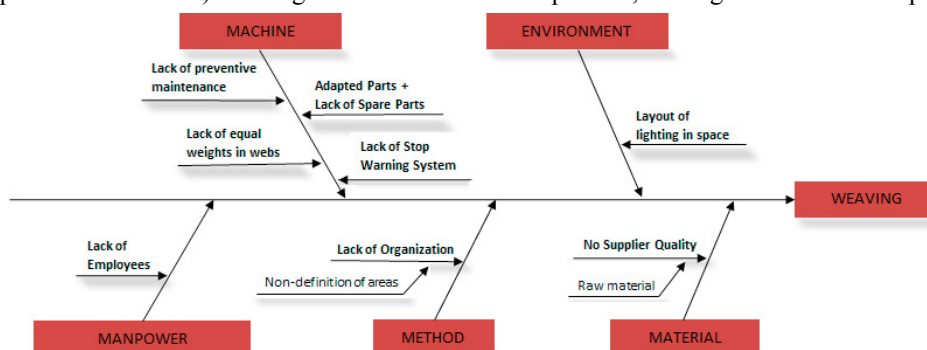 MACHINE
ENVIRONMENT
Lack of preventive
maintenance
Adapted Parts +
Lack of Spare Parts
Lack of equal
weights in webs
Lack of Stop
Warning System
Layout of
lighting in space
WEAVING
Lack of
Employees
Lack of Organization
Non-definition of areas
No Supplier Quality
Raw material
MANPOWER
METHOD
MATERIAL